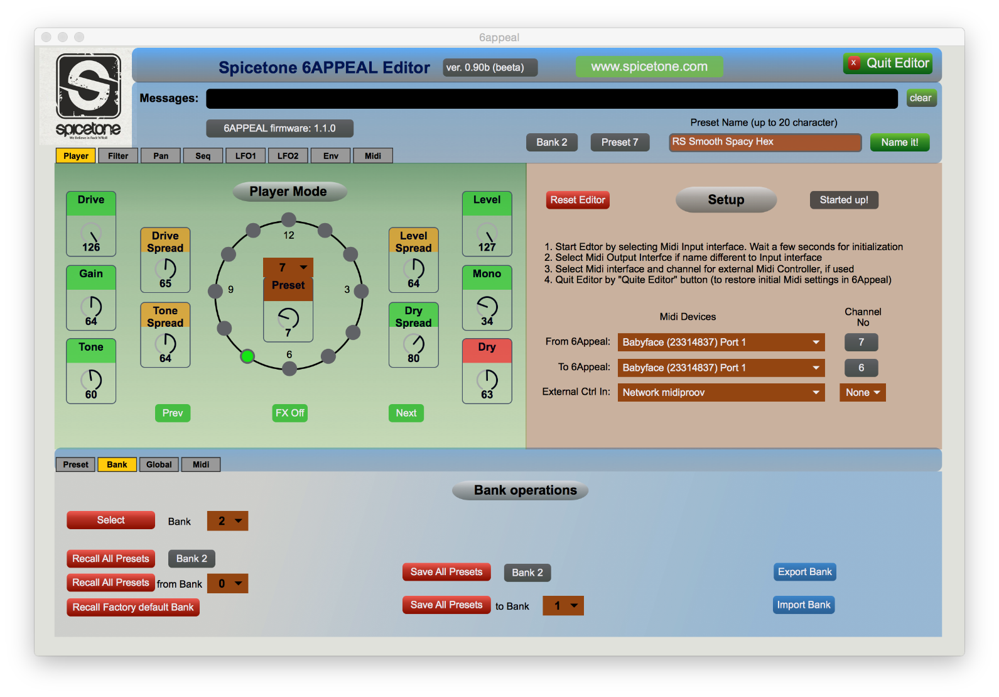 6appeal
Spicetone 6APPEAL Editor
ver. 0.90b (beeta)
www.spicetone.com
x Quit Editor
S
spicetone
We Believe in Rock'N'Roll
Messages:
clear
6APPEAL firmware: 1.1.0
Preset Name (up to 20 character)
Bank 2
Preset 7
RS Smooth Spacy Hex
Name it!
Player
Filter
Pan
Seq
LFO1
LFO2
Env
Midi
Player Mode
Drive
126
Gain
64
Tone
60
Drive
Spread
65
Tone
Spread
64
12
9
3
6
7
Preset
7
Level
Spread
64
Dry
Spread
80
Level
127
Mono
34
Dry
63
Prev
FX Off
Next
Reset Editor
Setup
Started up!
1. Start Edtor by selecting Midi Input interface. Wait a few seconds for initialization
2. Select Midi Output Interfce if name different to Input interface
3. Select Midi interface and channel for external Midi Controller, if used
4. Quit Editor by "Quite Editor" button (to restore initial Midi settings in 6Appeal)
Midi Devices
Channel
No
From 6Appeal:
Babyface (23314837) Port 1
7
To 6Appeal:
Babyface (23314837) Port 1
6
External Ctrl In:
Network midiproov
None
Preset
Bank
Global
Midi
Bank operations
Select
Bank
2
Recall All Presets
Bank 2
Recall All Presets
from Bank
0
Recall Factory default Bank
Save All Presets
Bank 2
Save All Presets
to Bank
1
Export Bank
Import Bank